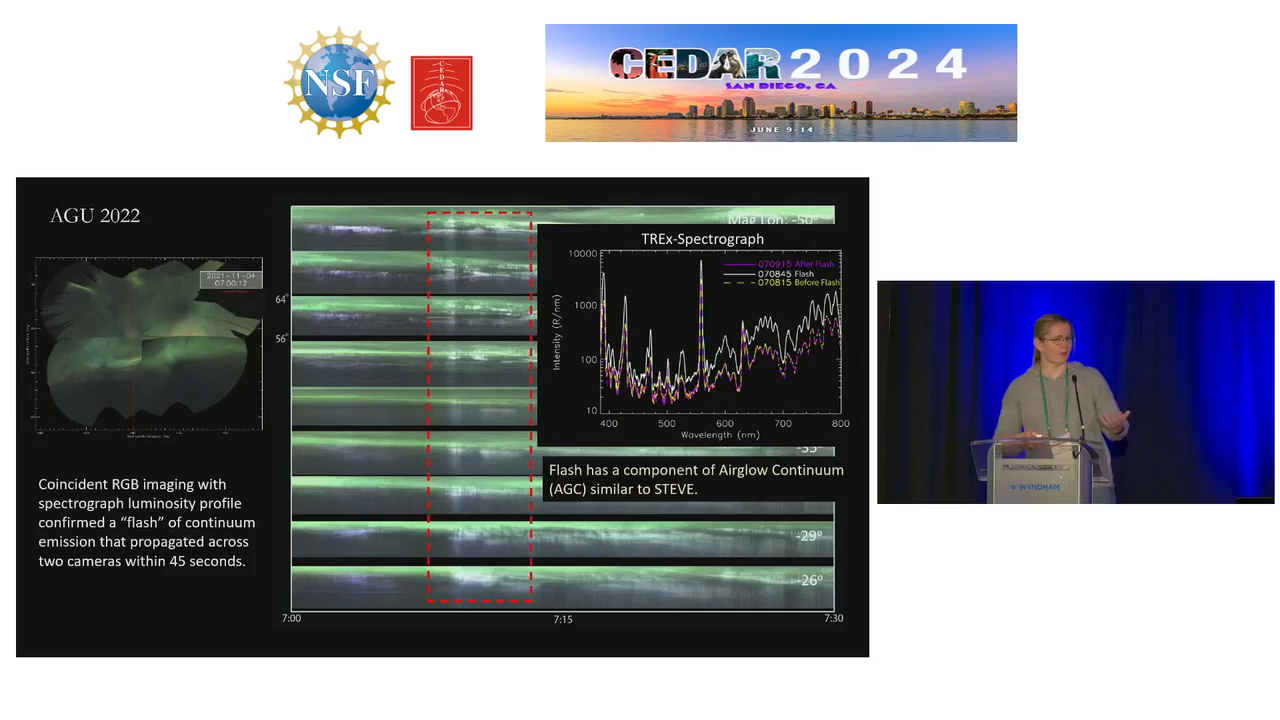 NSF
CEDAR
CEDAR 2024
SAN DIEGO, CA
JUNE 9-14
AGU 2022
2021-11-04
07:00:12
Coincident RGB imaging with
spectrograph luminosity profile
confirmed a “flash” of continuum
emission that propagated across
two cameras within 45 seconds.
64°
56°
Mag Lon: -50°
-29°
-26°
7:00
7:15
7:30
TREx-Spectrograph
10000
1000
100
10
Intensity (R/nm)
070915 After Flash
070845 Flash
070815 Before Flash
400
500
600
700
800
Wavelength (nm)
Flash has a component of Airglow Continuum
(AGC) similar to STEVE.
WYNDHAM